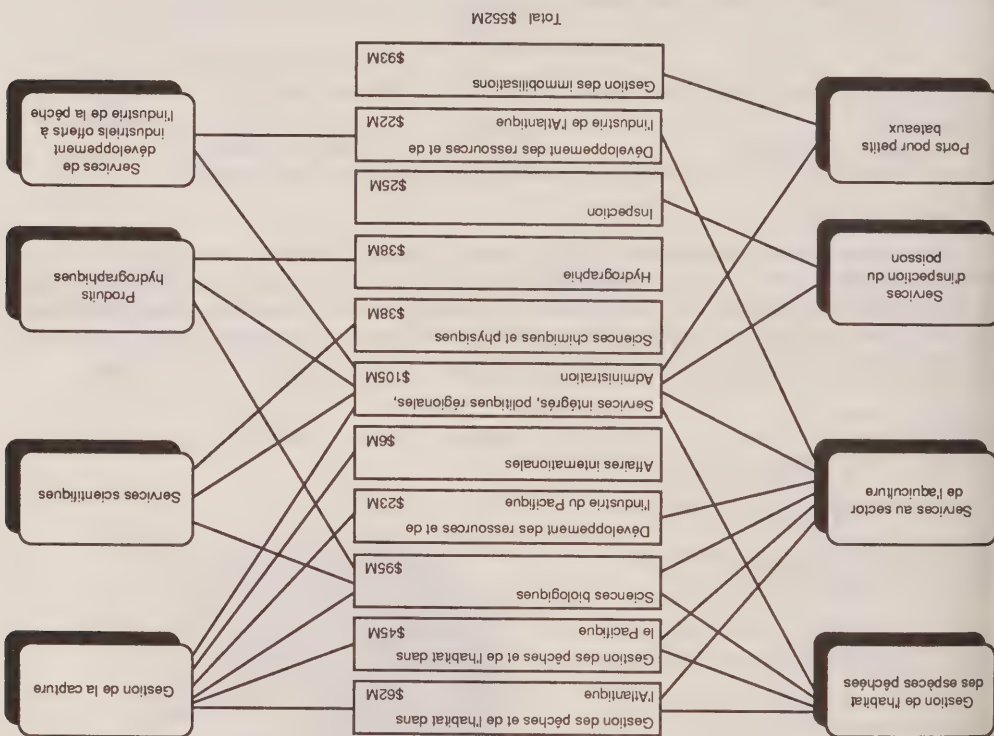 Gestion de la capture
Services scientifiques
Produits
hydrographiques
Services de
développement
industriels offerts à
l'industrie de la pêche
Gestion des pêches et de l'habitat dans
l'Atlantique $62M
Gestion des pêches et de l'habitat dans
le Pacifique $45M
Sciences biologiques
$95M
Développement des ressources et de
l'industrie du Pacifique $23M
Affaires internationales
$6M
Services intégrés, politiques régionales,
Administration $105M
Sciences chimiques et physiques
$38M
Hydrographie
$38M
Inspection
$25M
Développement des ressources et de
l'industrie de l'Atlantique $22M
Gestion des immobilisations
$93M
Total $552M
Gestion de l'habitat
des espèces pêchées
Services au sector
de l'aquiculture
Services
d'inspection du
poisson
Ports pour petits
bateaux